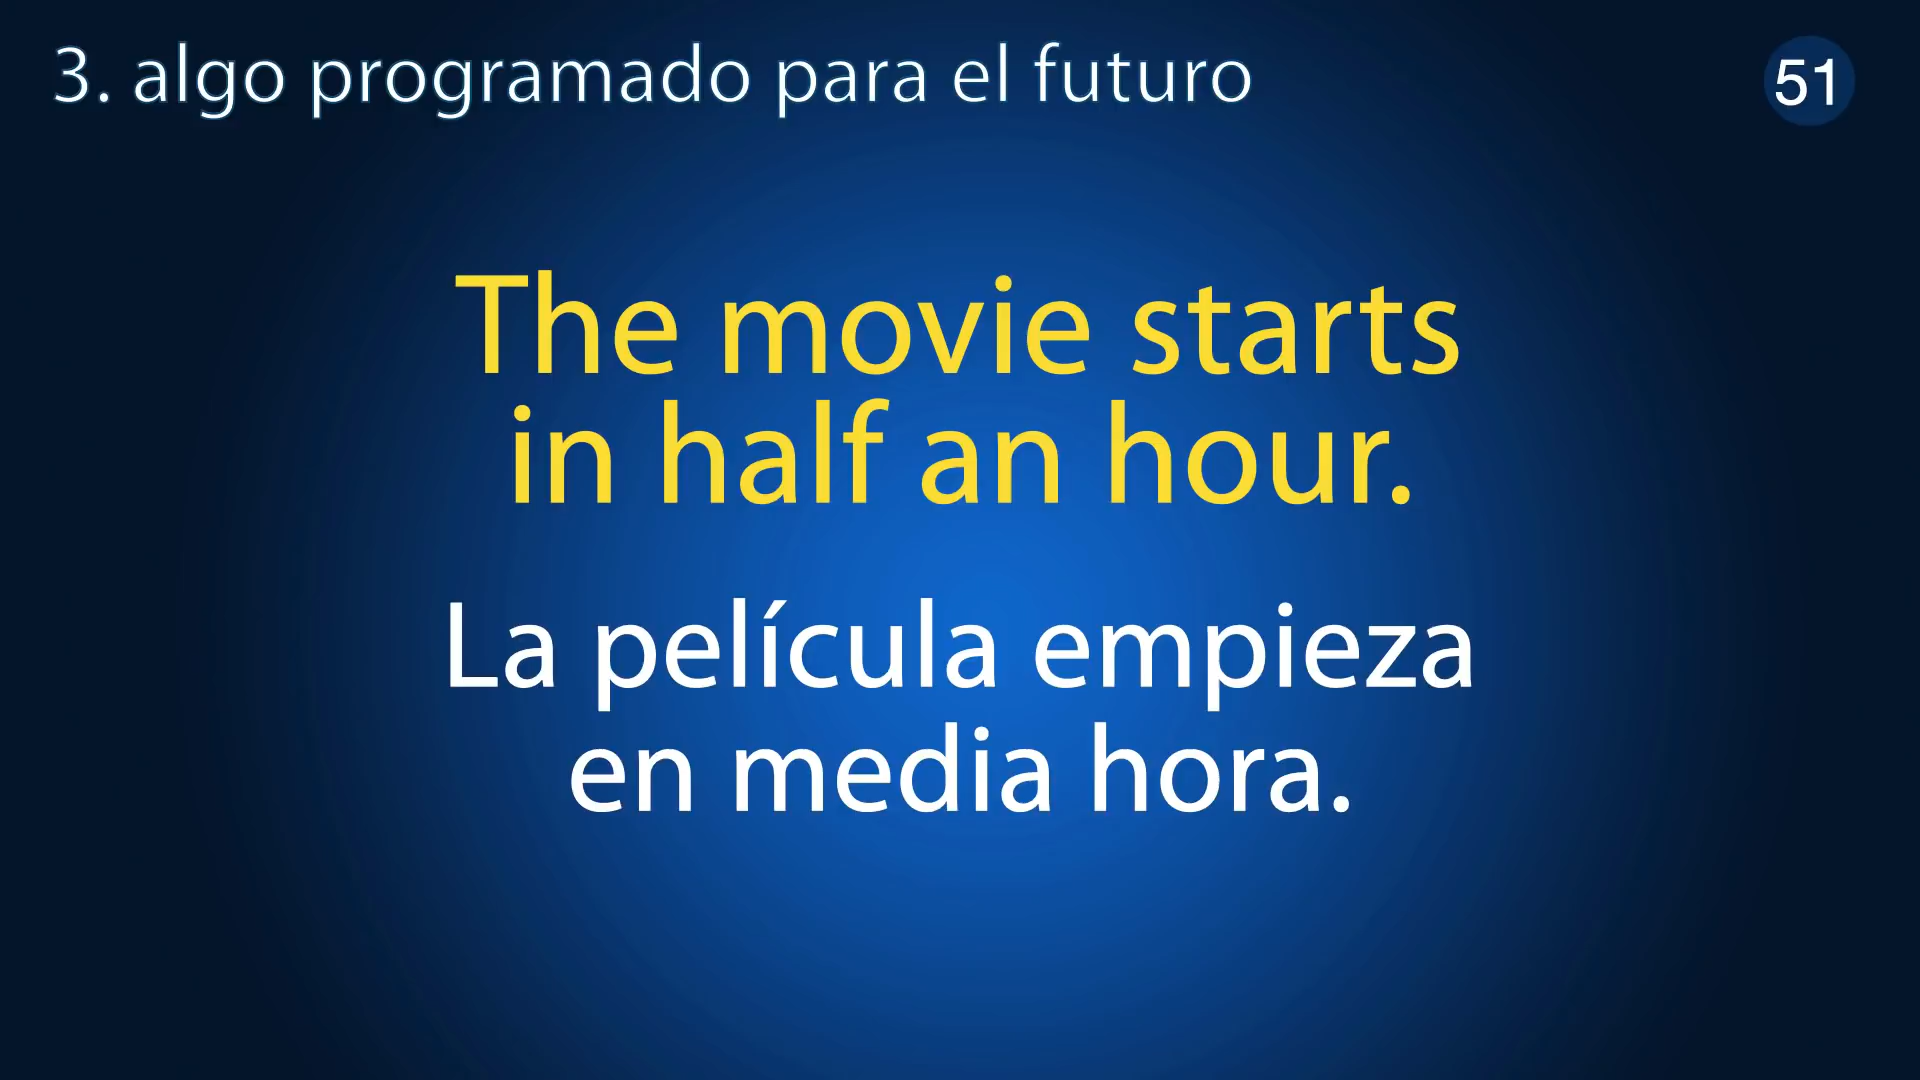 3. algo programado para el futuro
51
The movie starts
in half an hour.
La película empieza
en media hora.